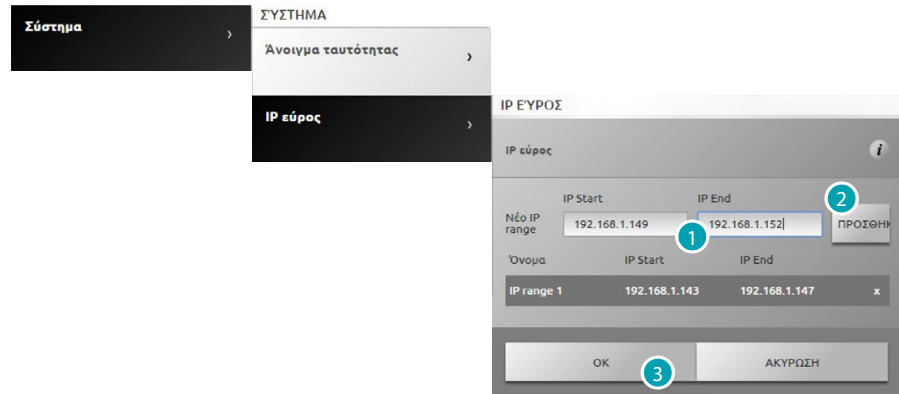 Σύστημα
›
ΣΎΣΤΗΜΑ
Άνοιγμα ταυτότητας
›
IP εύρος
›
IP ΕΎΡΟΣ
IP εύρος
i
IP Start IP End
2
Νέο IP range
192.168.1.149
192.168.1.152
ΠΡΟΣΘΗΚ
1
Όνομα IP Start IP End
IP range 1 192.168.1.143 192.168.1.147 x
OK
ΑΚΥΡΩΣΗ
3